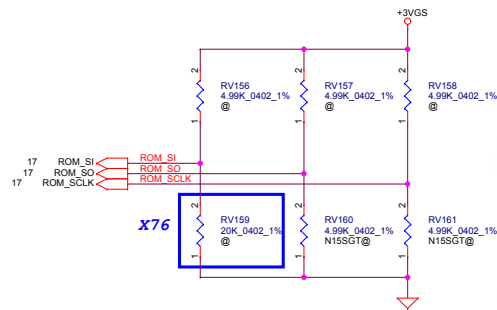 +3VGS
2 2 2
RV156 RV157 RV158
4.99K_0402_1% 4.99K_0402_1% 4.99K_0402_1%
@ @ @
1 1 1
17 ROM_SI ROM_SI
17 ROM_SO ROM_SO
17 ROM_SCLK ROM_SCLK
2 2 2
X76 RV159 RV160 RV161
20K_0402_1% 4.99K_0402_1% 4.99K_0402_1%
@ N15SGT@ N15SGT@
1 1 1